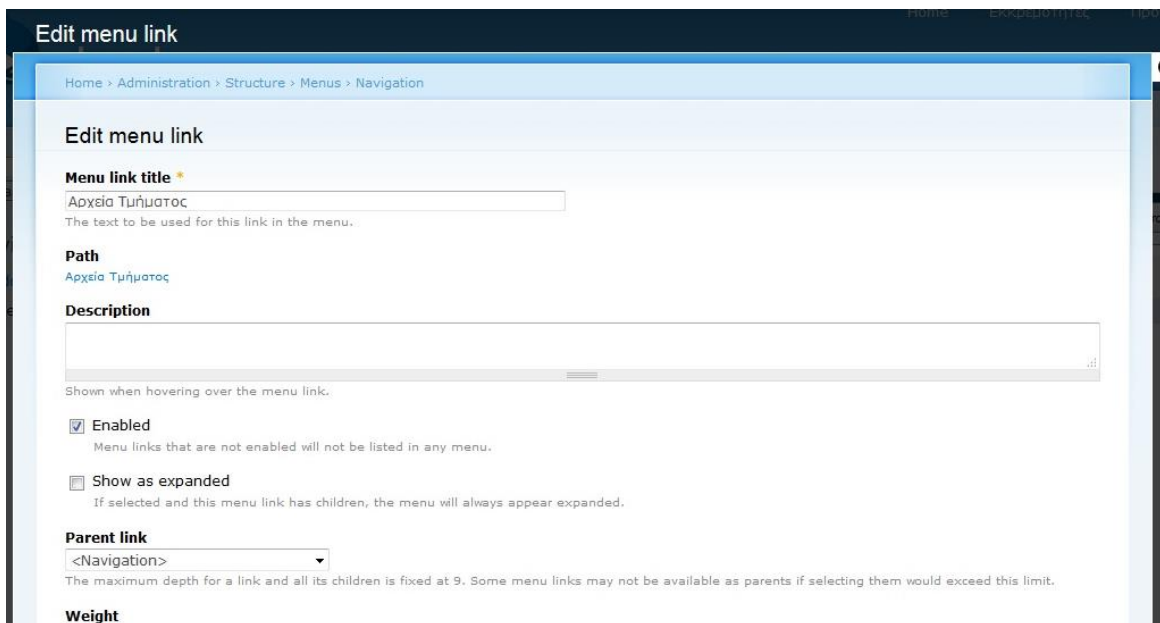 Home Εκκρεμότητες
Edit menu link
Home › Administration › Structure › Menus › Navigation
Edit menu link
Menu link title *
Αρχεία Τμήματος
The text to be used for this link in the menu.
Path
Αρχεία Τμήματος
Description
Shown when hovering over the menu link.
Enabled
Menu links that are not enabled will not be listed in any menu.
Show as expanded
If selected and this menu link has children, the menu will always appear expanded.
Parent link
<Navigation>
The maximum depth for a link and all its children is fixed at 9. Some menu links may not be available as parents if selecting them would exceed this limit.
Weight